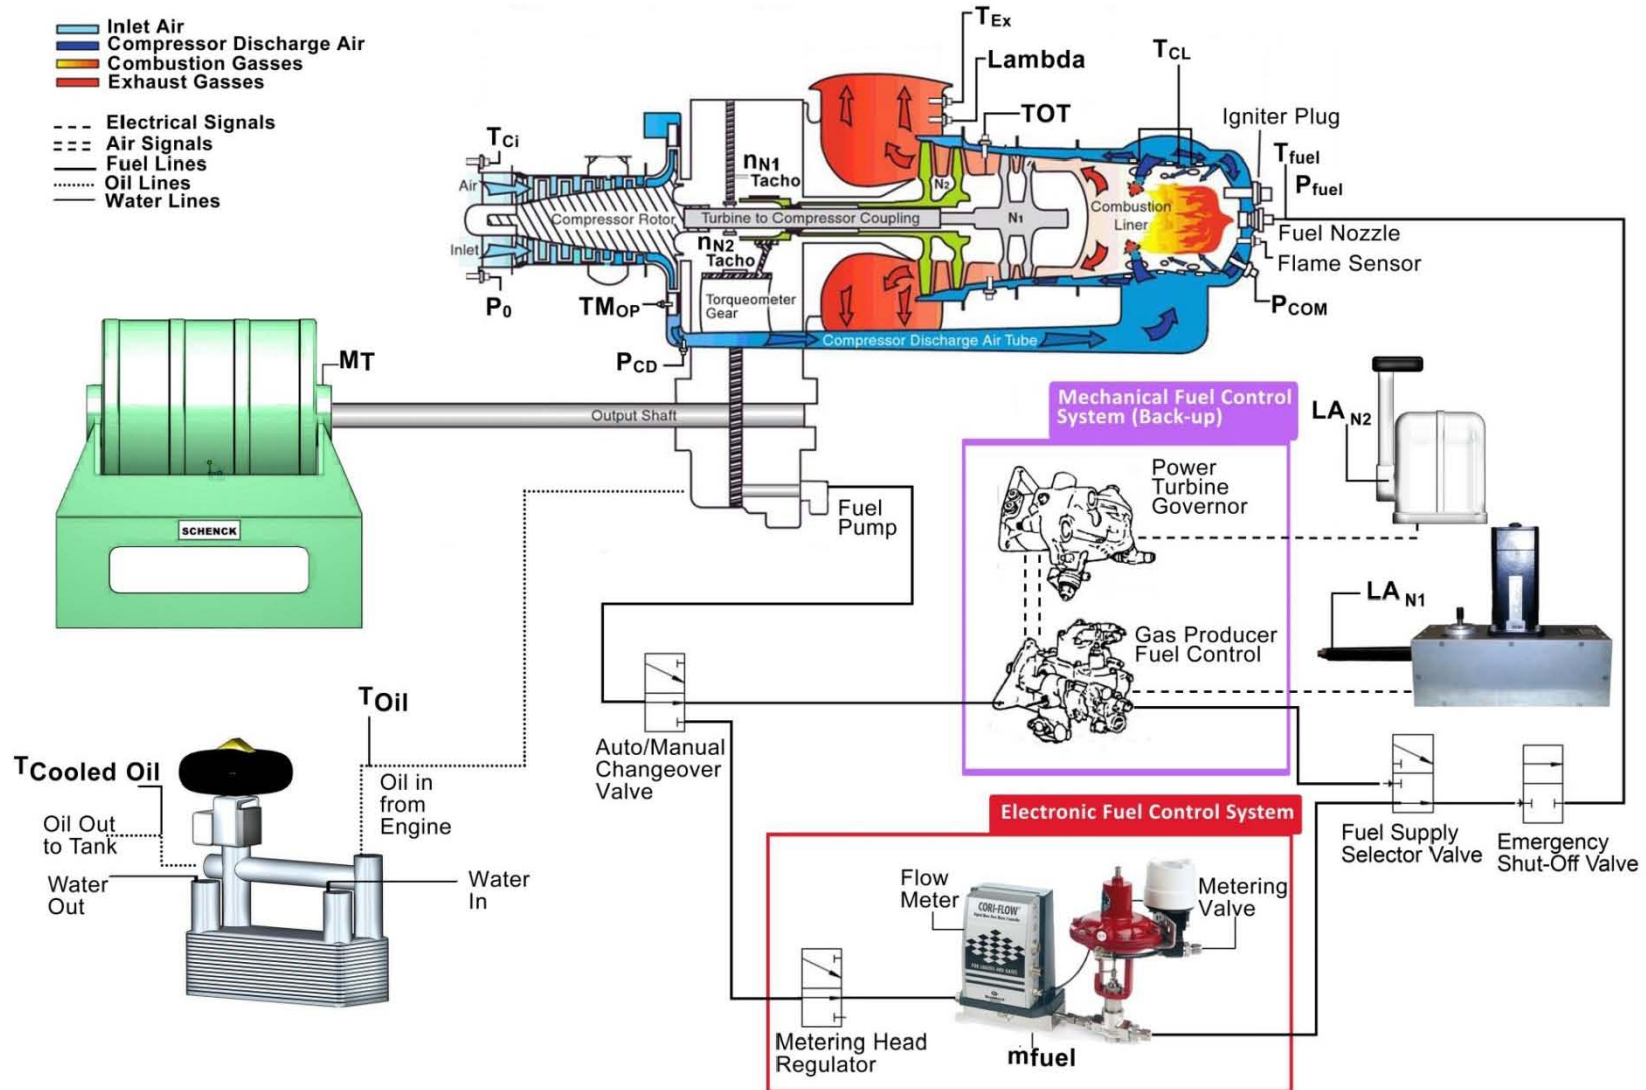 Inlet Air
Compressor Discharge Air
Combustion Gasses
Exhaust Gasses
Electrical Signals
Air Signals
Fuel Lines
Oil Lines
Water Lines
TEx
Lambda
TCL
TOT
Igniter Plug
Tfuel
Pfuel
TCi
nN1
Tacho
N2
Air
Compressor Rotor
Turbine to Compressor Coupling
N1
Combustion
Liner
Fuel Nozzle
Flame Sensor
Inlet
nN2
Tacho
P0
TMOP
Torqueometer
Gear
PCOM
Compressor Discharge Air Tube
PCD
MT
Output Shaft
Mechanical Fuel Control
System (Back-up)
LA N2
Power
Turbine
Governor
Fuel
Pump
SCHENCK
LA N1
Gas Producer
Fuel Control
TOil
Auto/Manual
Changeover
Valve
TCooled Oil
Oil in
from
Engine
Oil Out
to Tank
Water
Out
Water
In
Electronic Fuel Control System
Fuel Supply
Selector Valve
Emergency
Shut-Off Valve
Flow
Meter
CORI-FLOW
Metering
Valve
Metering Head
Regulator
mfuel